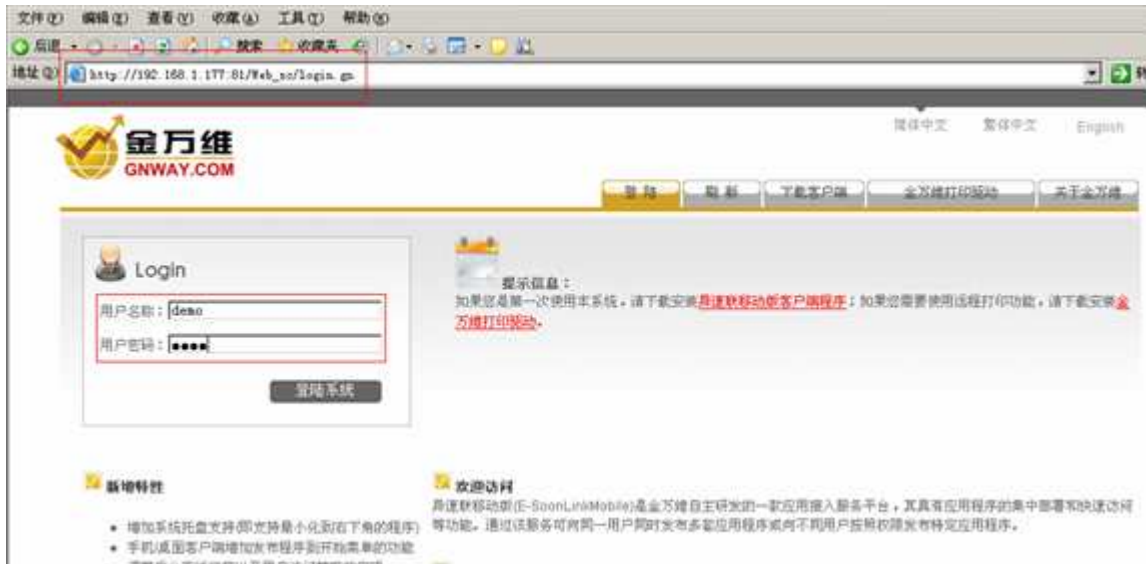 文件(F) 编辑(E) 查看(V) 收藏(A) 工具(T) 帮助(H)
后退 搜索 收藏夹
地址(D) http://192.168.1.177:81/Web_sc/login.gn 转
简体中文 繁体中文 English
金万维
GNWAY.COM
登陆 刷新 下载客户端 金万维打印驱动 关于金万维
Login
用户名称：demo
用户密码：●●●●
登陆系统
提示信息：
如果您是第一次使用本系统，请下载安装异速联移动版客户端程序；如果您需要使用远程打印功能，请下载安装金
万维打印驱动。
新增特性
增加系统托盘支持(即支持最小化到右下角的程序)
手机/桌面客户端增加发布程序到开始菜单的功能
欢迎访问
异速联移动版(E-SoonLinkMobile)是金万维自主研发的一款应用接入服务平台，其具有应用程序的集中部署和快速访问
等功能。通过该服务可向同一用户同时发布多套应用程序或向不同用户按照权限发布特定应用程序。